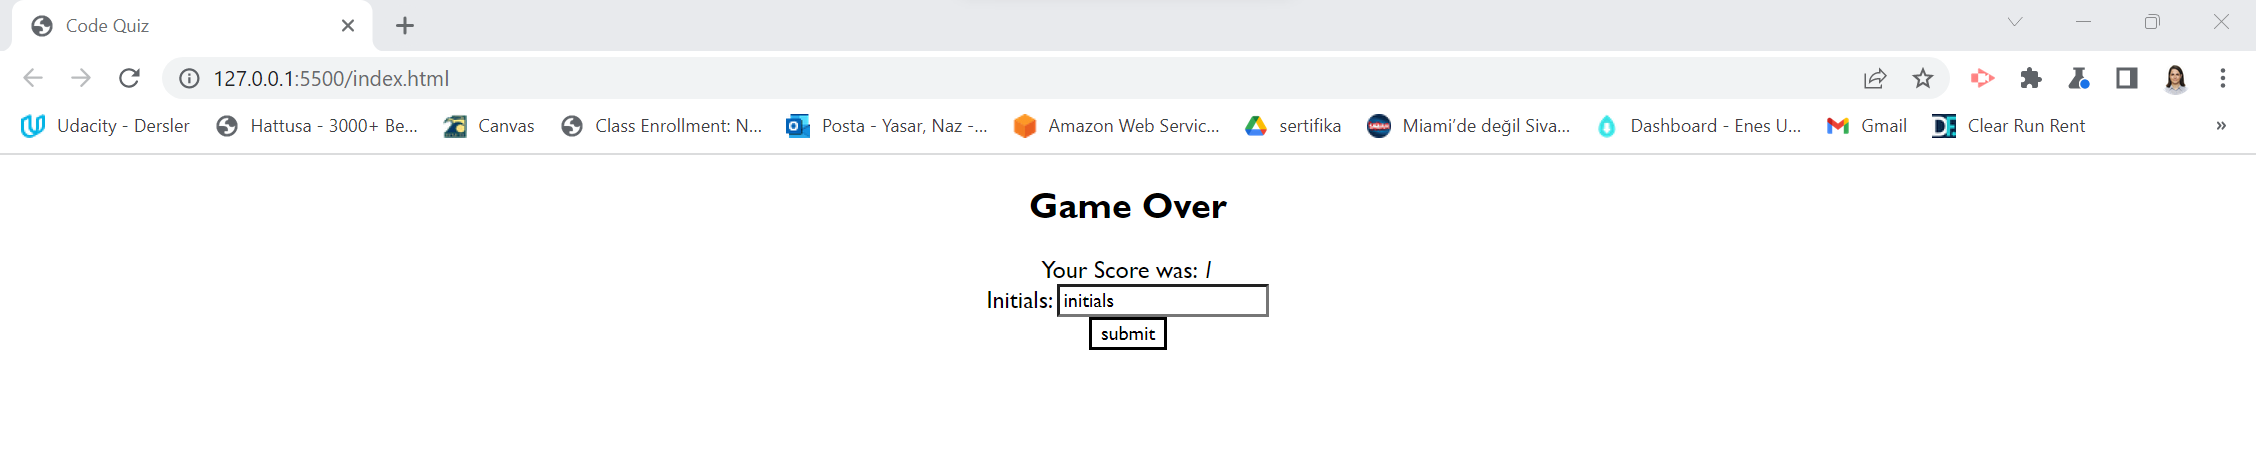 Code Quiz
127.0.0.1:5500/index.html
Udacity - Dersler Hattusa - 3000+ Be... Canvas Class Enrollment: N... Posta - Yasar, Naz -... Amazon Web Servic... sertifika Miami’de değil Siva... Dashboard - Enes U... Gmail Clear Run Rent »
Game Over
Your Score was: 1
Initials: initials
submit